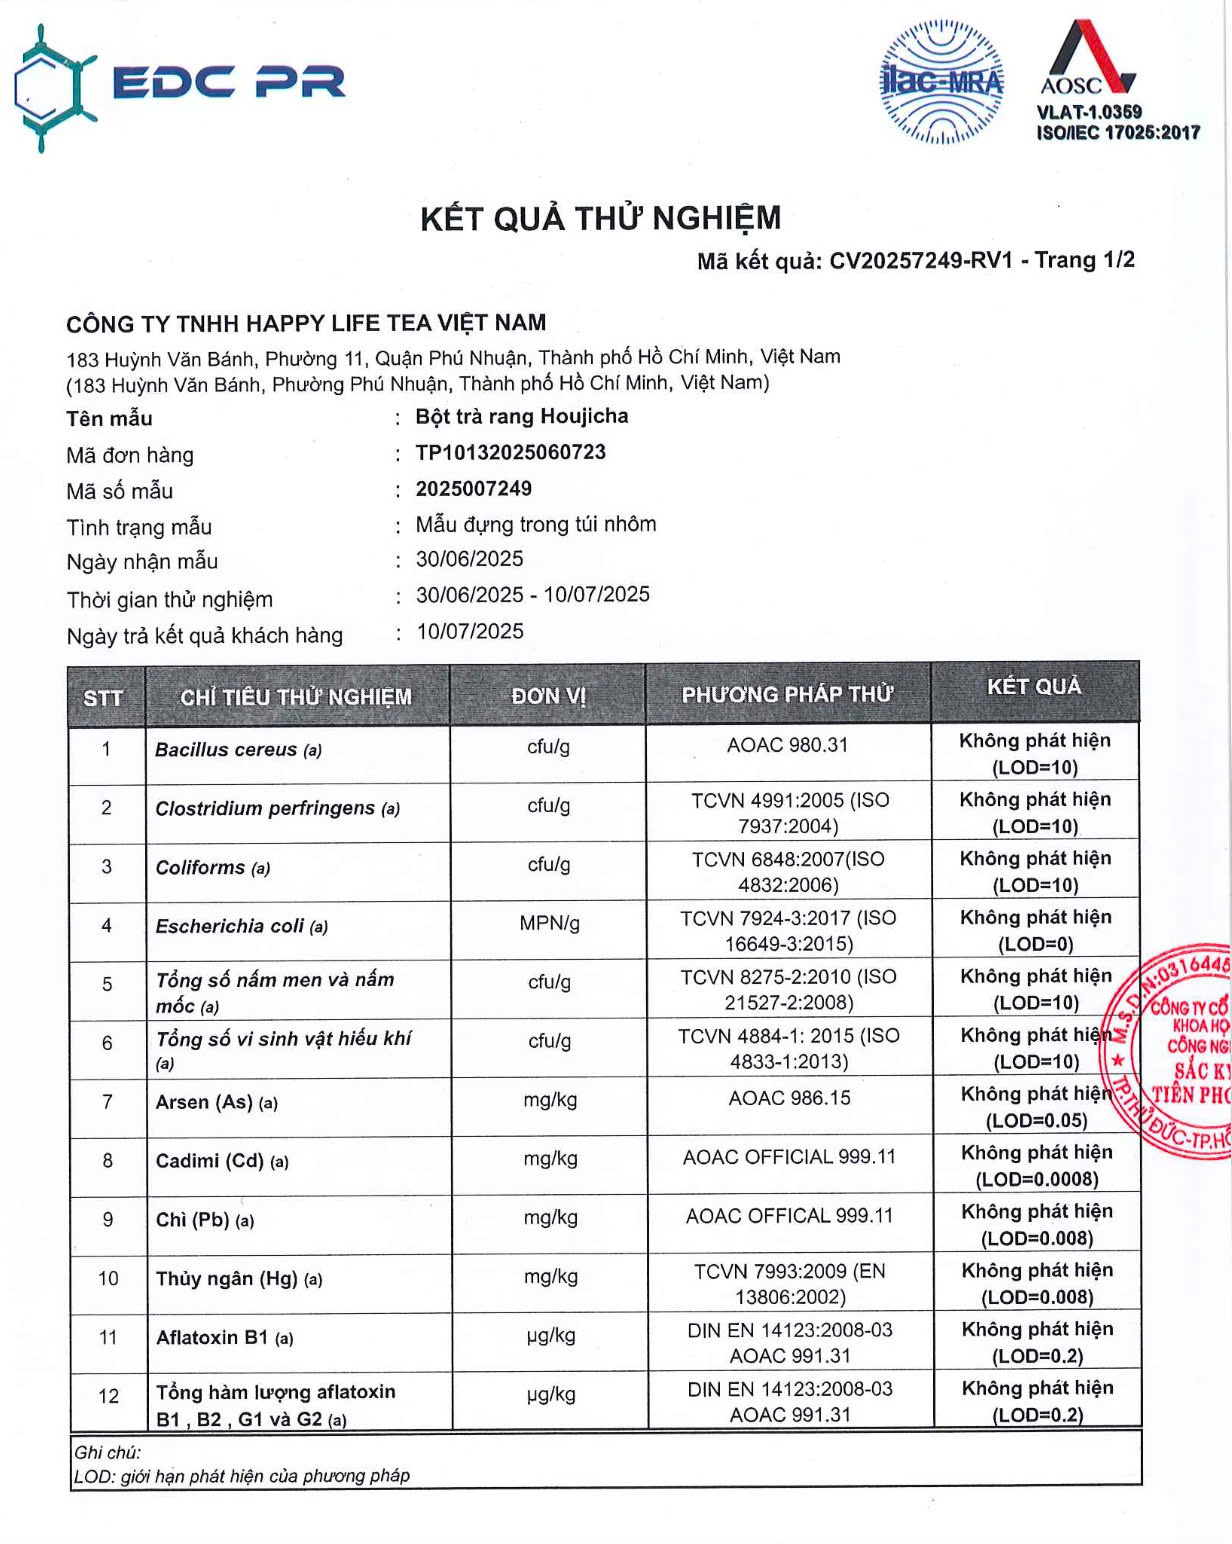 EDC PR
ilac-MRA
AOSC
VLAT-1.0359
ISO/IEC 17025:2017
KẾT QUẢ THỬ NGHIỆM
Mã kết quả: CV20257249-RV1 - Trang 1/2
CÔNG TY TNHH HAPPY LIFE TEA VIỆT NAM
183 Huỳnh Văn Bánh, Phường 11, Quận Phú Nhuận, Thành phố Hồ Chí Minh, Việt Nam
(183 Huỳnh Văn Bánh, Phường Phú Nhuận, Thành phố Hồ Chí Minh, Việt Nam)
Tên mẫu : Bột trà rang Houjicha
Mã đơn hàng : TP10132025060723
Mã số mẫu : 2025007249
Tình trạng mẫu : Mẫu đựng trong túi nhôm
Ngày nhận mẫu : 30/06/2025
Thời gian thử nghiệm : 30/06/2025 - 10/07/2025
Ngày trả kết quả khách hàng : 10/07/2025
STT CHỈ TIÊU THỬ NGHIỆM ĐƠN VỊ PHƯƠNG PHÁP THỬ KẾT QUẢ
1 Bacillus cereus (a) cfu/g AOAC 980.31 Không phát hiện
(LOD=10)
2 Clostridium perfringens (a) cfu/g TCVN 4991:2005 (ISO Không phát hiện
7937:2004) (LOD=10)
3 Coliforms (a) cfu/g TCVN 6848:2007(ISO Không phát hiện
4832:2006) (LOD=10)
4 Escherichia coli (a) MPN/g TCVN 7924-3:2017 (ISO Không phát hiện
16649-3:2015) (LOD=0)
5 Tổng số nấm men và nấm cfu/g TCVN 8275-2:2010 (ISO Không phát hiện
mốc (a) 21527-2:2008) (LOD=10)
6 Tổng số vi sinh vật hiếu khí cfu/g TCVN 4884-1: 2015 (ISO Không phát hiện
(a) 4833-1:2013) (LOD=10)
7 Arsen (As) (a) mg/kg AOAC 986.15 Không phát hiện
(LOD=0.05)
8 Cadimi (Cd) (a) mg/kg AOAC OFFICIAL 999.11 Không phát hiện
(LOD=0.0008)
9 Chì (Pb) (a) mg/kg AOAC OFFICAL 999.11 Không phát hiện
(LOD=0.008)
10 Thủy ngân (Hg) (a) mg/kg TCVN 7993:2009 (EN Không phát hiện
13806:2002) (LOD=0.008)
11 Aflatoxin B1 (a) µg/kg DIN EN 14123:2008-03 Không phát hiện
AOAC 991.31 (LOD=0.2)
12 Tổng hàm lượng aflatoxin µg/kg DIN EN 14123:2008-03 Không phát hiện
B1 , B2 , G1 và G2 (a) AOAC 991.31 (LOD=0.2)
Ghi chú:
LOD: giới hạn phát hiện của phương pháp
M.S.D.N:0316445
CÔNG TY CỔ
KHOA HỌ
CÔNG NG
SẮC K
TIÊN PHO
TP.THỦ ĐỨC-TP.HỒ